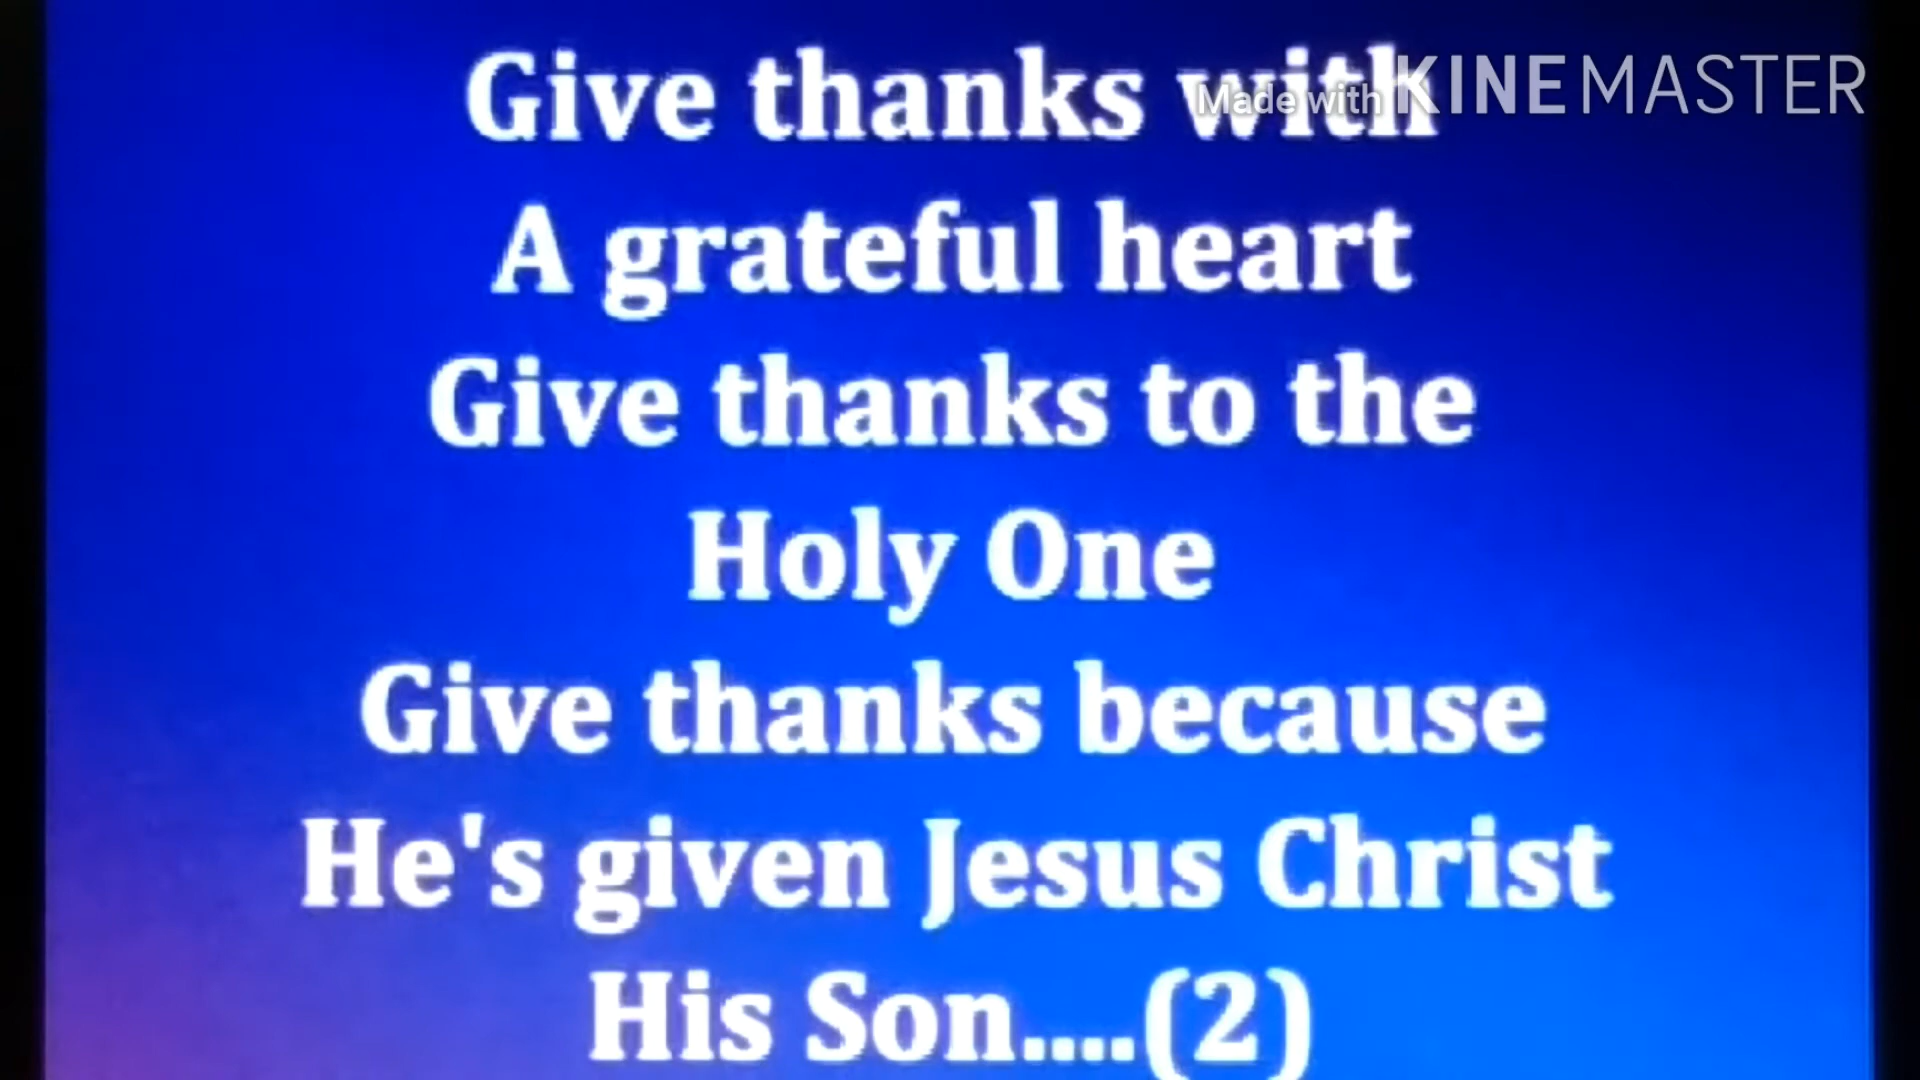 Give thanks with
Made with KINEMASTER
A grateful heart
Give thanks to the
Holy One
Give thanks because
He's given Jesus Christ
His Son....(2)